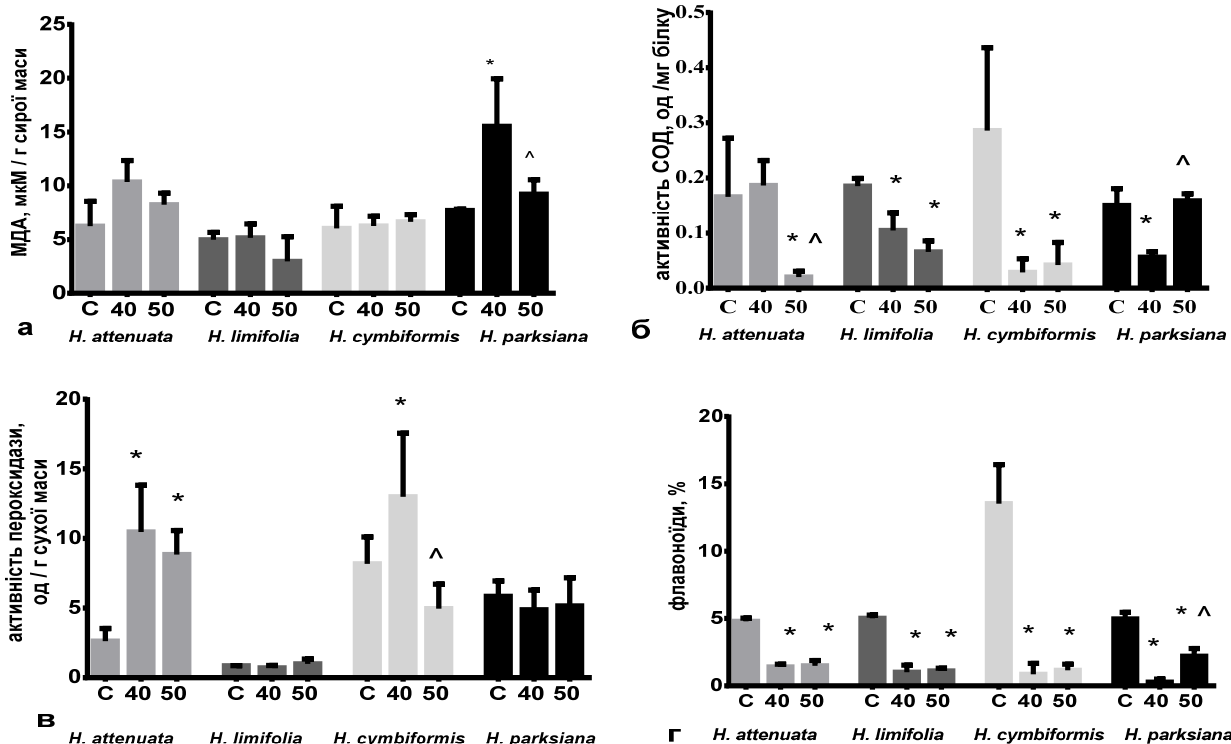 МДА, мкМ / г сирої маси
25
20
15
10
5
0
*
^
C 40 50 C 40 50 C 40 50 C 40 50
а
H. attenuata H. limifolia H. cymbiformis H. parksiana
активність СОД, од /мг білку
0.5
0.4
0.3
0.2
0.1
0.0
* ^
*
*
*
*
*
^
C 40 50 C 40 50 C 40 50 C 40 50
б
H. attenuata H. limifolia H. cymbiformis H. parksiana
активність пероксидази,
од / г сухої маси
20
15
10
5
0
*
*
*
^
C 40 50 C 40 50 C 40 50 C 40 50
в
H. attenuata H. limifolia H. cymbiformis H. parksiana
флавоноїди, %
20
15
10
5
0
* *
* *
* *
*
* ^
C 40 50 C 40 50 C 40 50 C 40 50
г
H. attenuata H. limifolia H. cymbiformis H. parksiana